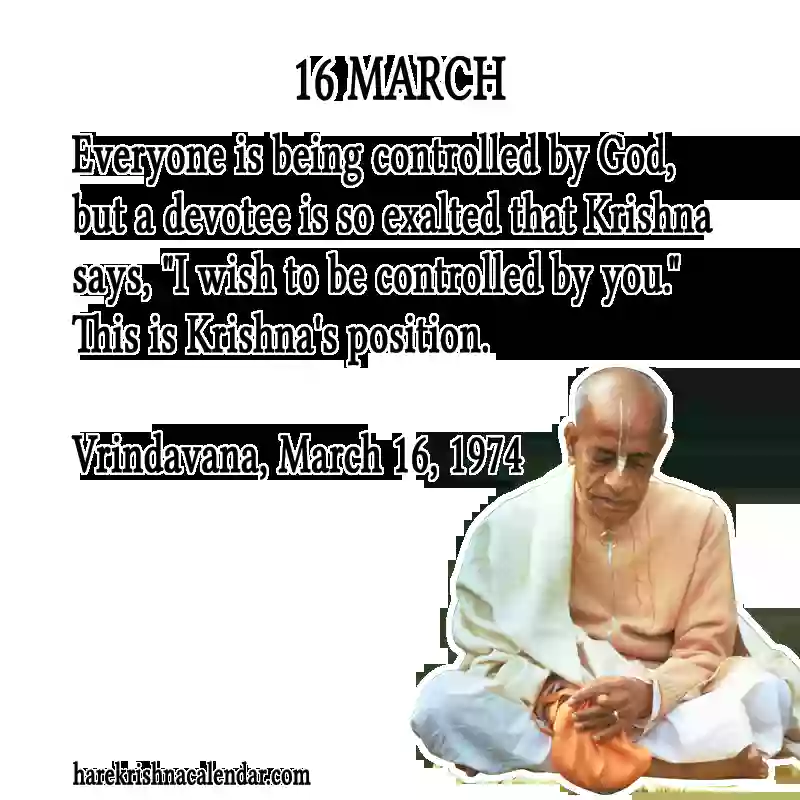 16 MARCH
Everyone is being controlled by God,
but a devotee is so exalted that Krishna
says, "I wish to be controlled by you."
This is Krishna's position.
Vrindavana, March 16, 1974
harekrishnacalendar.com